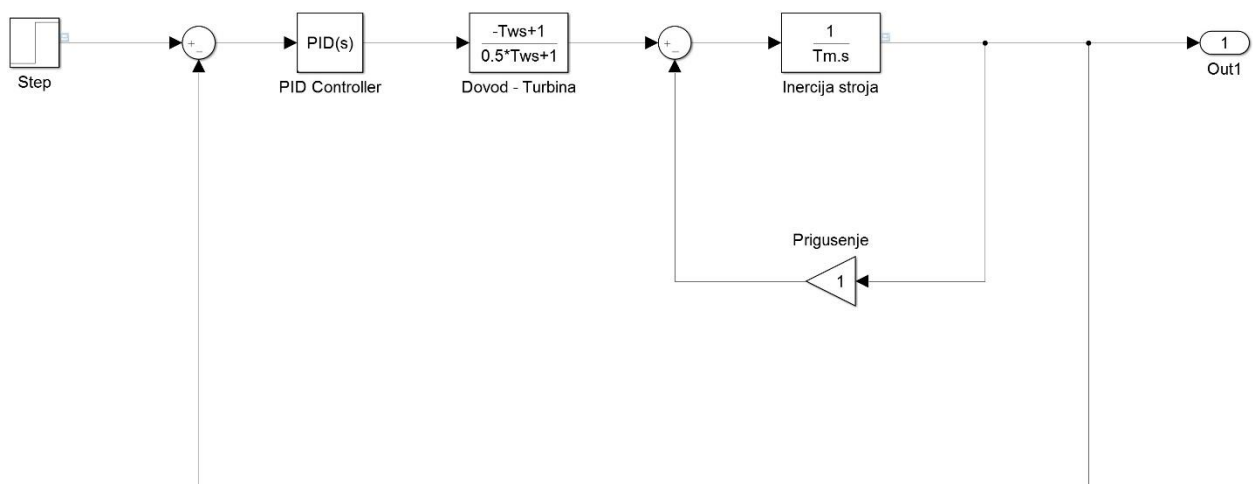 Step
+
_
PID(s)
PID Controller
-Tws+1
0.5*Tws+1
Dovod - Turbina
+
_
1
Tm.s
Inercija stroja
1
Out1
Prigusenje
1